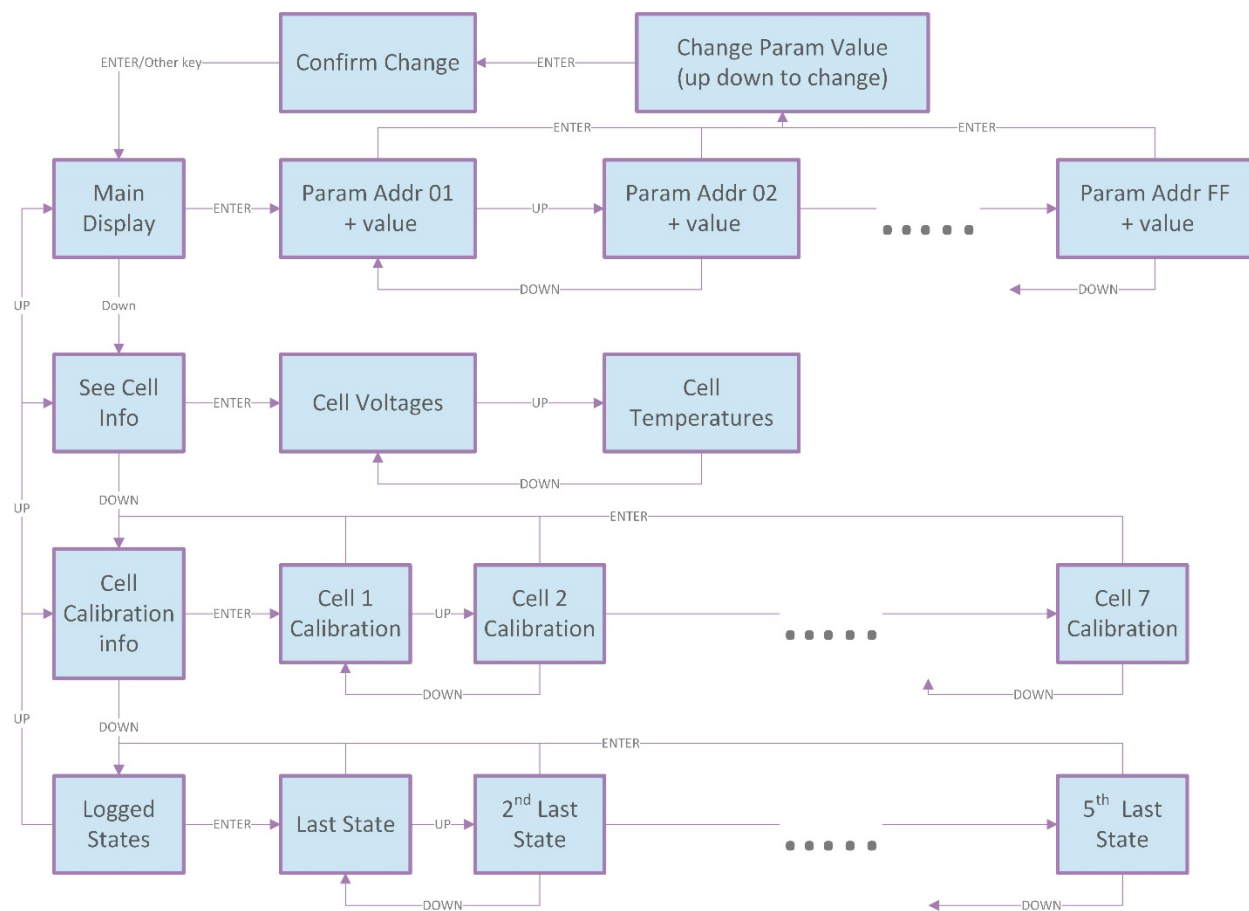 ENTER/Other key
Confirm Change
ENTER
Change Param Value
(up down to change)
ENTER
ENTER
Main
Display
ENTER
Param Addr 01
+ value
UP
Param Addr 02
+ value
Param Addr FF
+ value
DOWN
DOWN
UP
Down
See Cell
Info
ENTER
Cell Voltages
UP
Cell
Temperatures
DOWN
UP
DOWN
ENTER
Cell
Calibration
info
ENTER
Cell 1
Calibration
UP
Cell 2
Calibration
Cell 7
Calibration
DOWN
DOWN
UP
DOWN
ENTER
Logged
States
ENTER
Last State
UP
2nd Last
State
5th Last
State
DOWN
DOWN